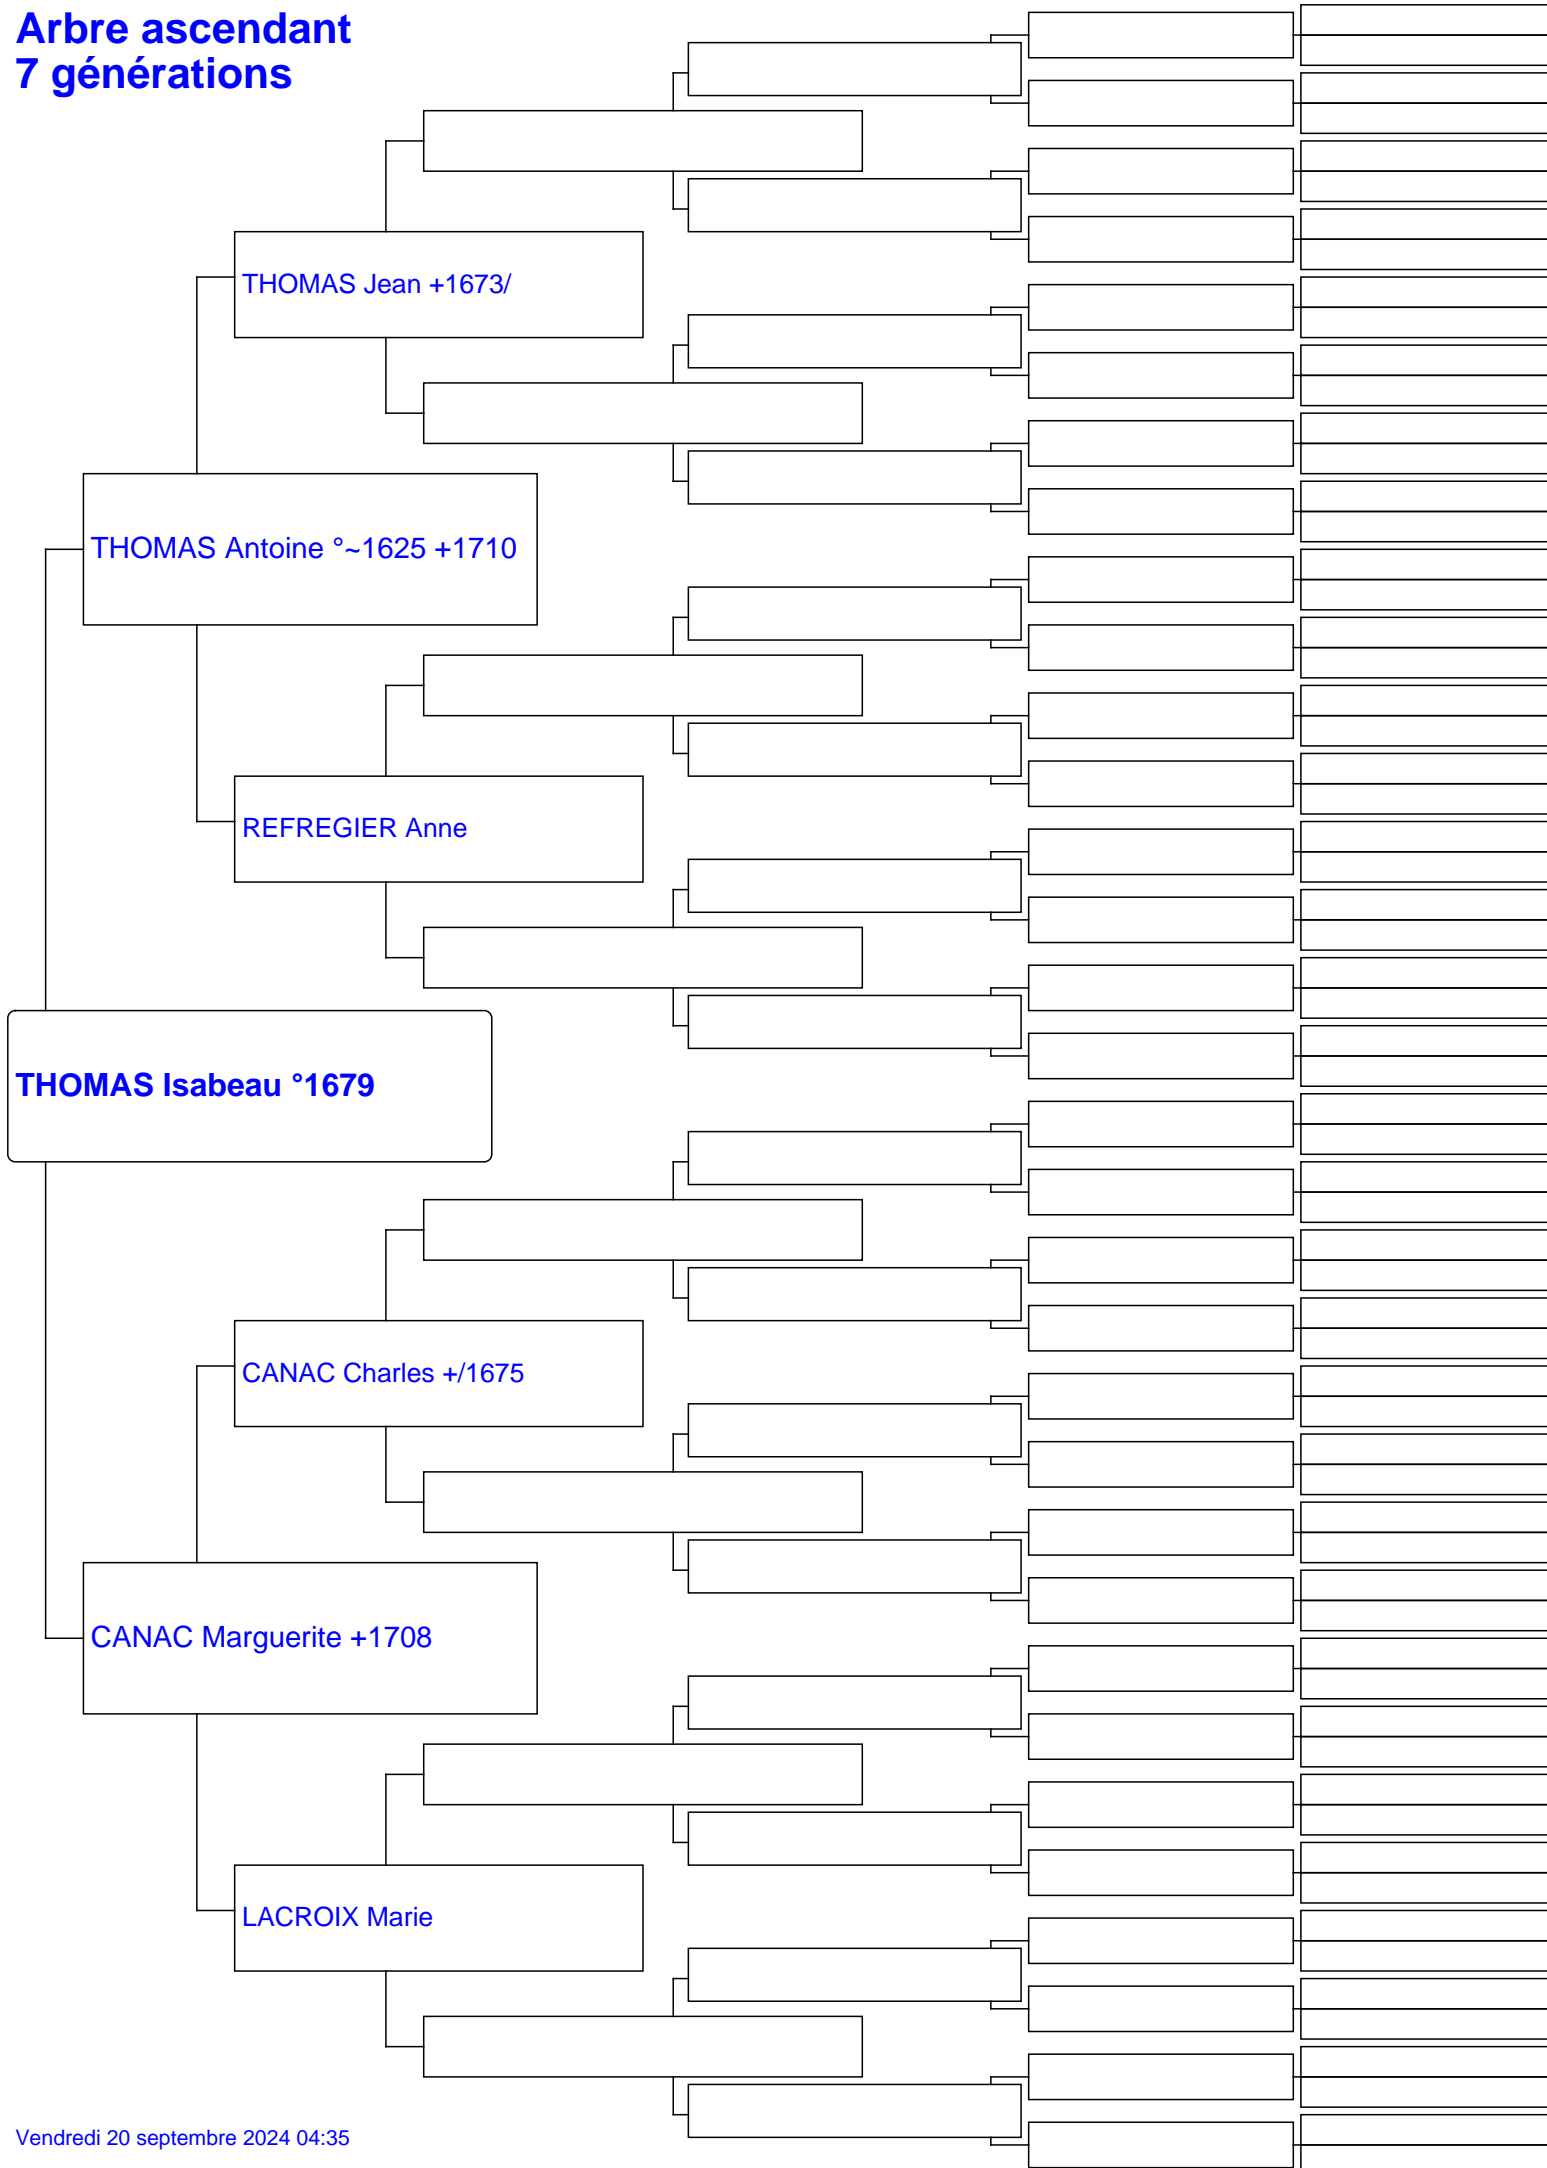 Arbre ascendant
7 générations
THOMAS Jean +1673/
THOMAS Antoine °~1625 +1710
REFREGIER Anne
THOMAS Isabeau °1679
CANAC Charles +/1675
CANAC Marguerite +1708
LACROIX Marie
Vendredi 20 septembre 2024 04:35